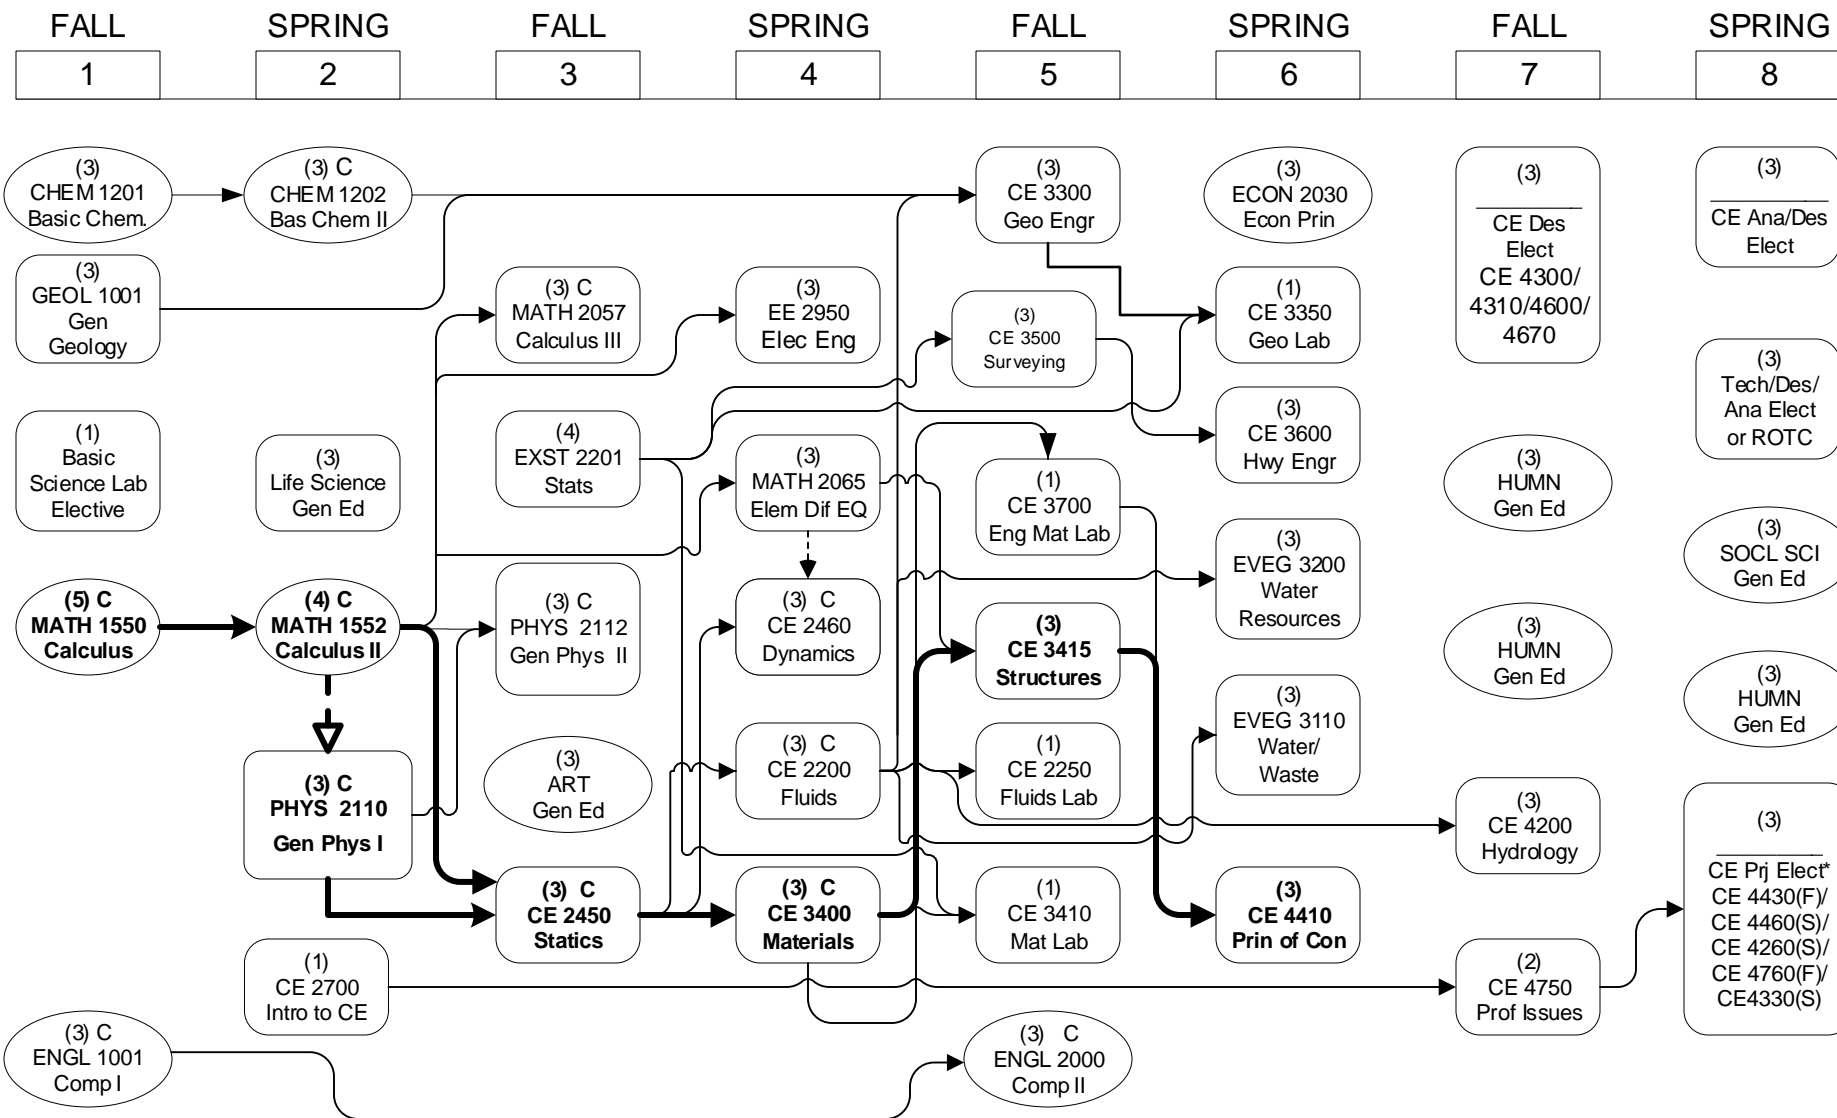 FALL
SPRING
FALL
SPRING
FALL
SPRING
FALL
SPRING
1
2
3
4
5
6
7
8
(3)
CHEM 1201
Basic Chem.
(3)
GEOL 1001
Gen
Geology
(1)
Basic
Science Lab
Elective
(5) C
MATH 1550
Calculus
(3) C
ENGL 1001
Comp I
(3) C
CHEM 1202
Bas Chem II
(3)
Life Science
Gen Ed
(4) C
MATH 1552
Calculus II
(3) C
PHYS 2110
Gen Phys I
(1)
CE 2700
Intro to CE
(3) C
MATH 2057
Calculus III
(4)
EXST 2201
Stats
(3) C
PHYS 2112
Gen Phys II
(3)
ART
Gen Ed
(3) C
CE 2450
Statics
(3)
EE 2950
Elec Eng
(3)
MATH 2065
Elem Dif EQ
(3) C
CE 2460
Dynamics
(3) C
CE 2200
Fluids
(3) C
CE 3400
Materials
(3)
CE 3300
Geo Engr
(3)
CE 3500
Surveying
(1)
CE 3700
Eng Mat Lab
(3)
CE 3415
Structures
(1)
CE 2250
Fluids Lab
(1)
CE 3410
Mat Lab
(3) C
ENGL 2000
Comp II
(3)
ECON 2030
Econ Prin
(1)
CE 3350
Geo Lab
(3)
CE 3600
Hwy Engr
(3)
EVEG 3200
Water
Resources
(3)
EVEG 3110
Water/
Waste
(3)
CE 4410
Prin of Con
(3)
CE Des
Elect
CE 4300/
4310/4600/
4670
(3)
HUMN
Gen Ed
(3)
HUMN
Gen Ed
(3)
CE 4200
Hydrology
(2)
CE 4750
Prof Issues
(3)
CE Ana/Des
Elect
(3)
Tech/Des/
Ana Elect
or ROTC
(3)
SOCL SCI
Gen Ed
(3)
HUMN
Gen Ed
(3)
CE Prj Elect*
CE 4430(F)/
CE 4460(S)/
CE 4260(S)/
CE 4760(F)/
CE4330(S)